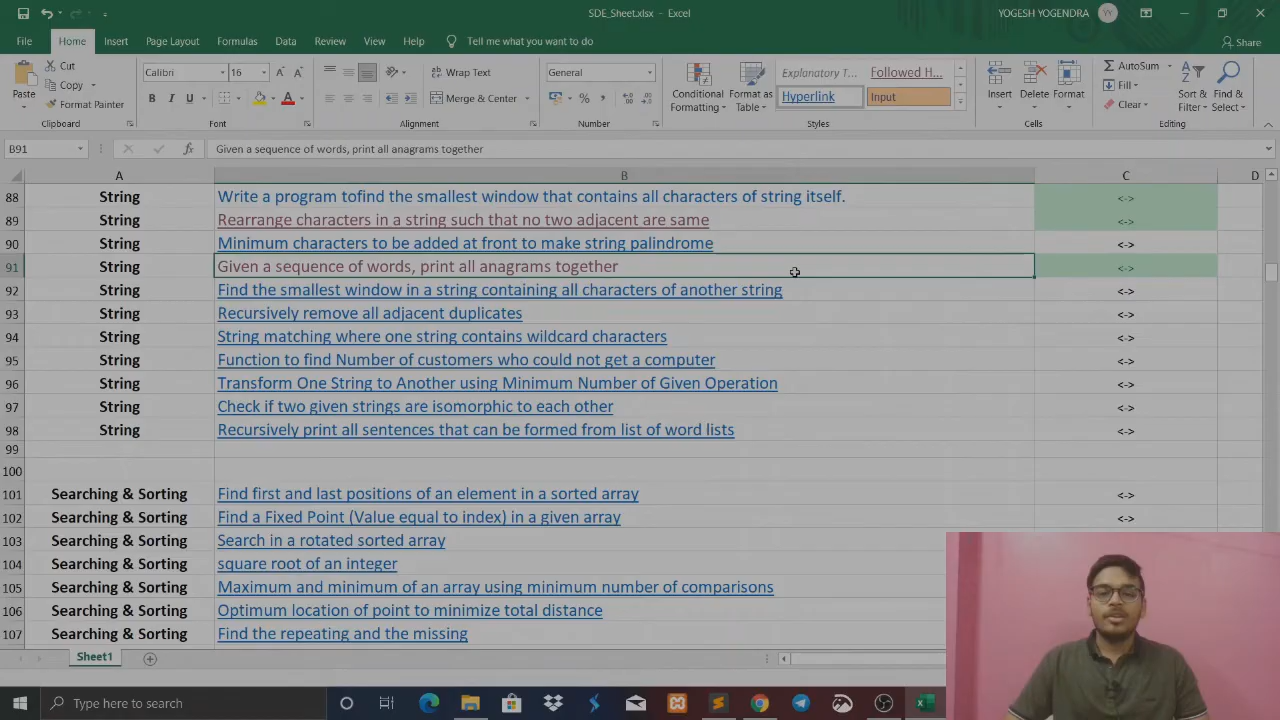 SDE_Sheet.xlsx - Excel
YOGESH YOGENDRA
YY
File Home Insert Page Layout Formulas Data Review View Help Tell me what you want to do
Share
Paste
Cut
Copy
Format Painter
Clipboard
Calibri 16
B I U
Font
Wrap Text
Merge & Center
Alignment
General
%
Number
Conditional Formatting
Format as Table
Explanatory T...
Followed H...
Hyperlink
Input
Styles
Insert
Delete
Format
Cells
AutoSum
Fill
Clear
Sort & Filter
Find & Select
Editing
B91
fx
Given a sequence of words, print all anagrams together
A B C D
88 String Write a program tofind the smallest window that contains all characters of string itself. <->
89 String Rearrange characters in a string such that no two adjacent are same <->
90 String Minimum characters to be added at front to make string palindrome <->
91 String Given a sequence of words, print all anagrams together <->
92 String Find the smallest window in a string containing all characters of another string <->
93 String Recursively remove all adjacent duplicates <->
94 String String matching where one string contains wildcard characters <->
95 String Function to find Number of customers who could not get a computer <->
96 String Transform One String to Another using Minimum Number of Given Operation <->
97 String Check if two given strings are isomorphic to each other <->
98 String Recursively print all sentences that can be formed from list of word lists <->
99
100
101 Searching & Sorting Find first and last positions of an element in a sorted array <->
102 Searching & Sorting Find a Fixed Point (Value equal to index) in a given array <->
103 Searching & Sorting Search in a rotated sorted array
104 Searching & Sorting square root of an integer
105 Searching & Sorting Maximum and minimum of an array using minimum number of comparisons
106 Searching & Sorting Optimum location of point to minimize total distance
107 Searching & Sorting Find the repeating and the missing
Sheet1
Type here to search